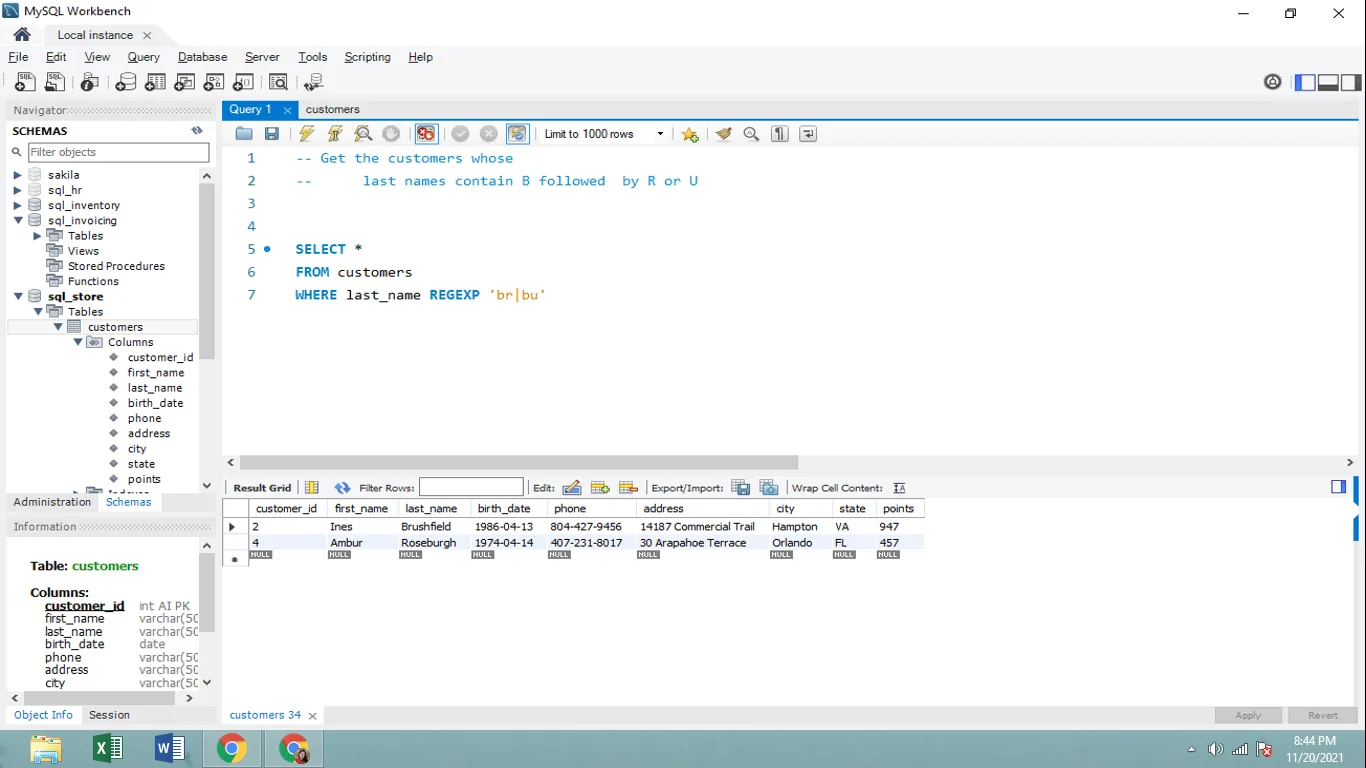 MySQL Workbench
Local instance
File Edit View Query Database Server Tools Scripting Help
Navigator
SCHEMAS
Filter objects
sakila
sql_hr
sql_inventory
sql_invoicing
Tables
Views
Stored Procedures
Functions
sql_store
Tables
customers
Columns
customer_id
first_name
last_name
birth_date
phone
address
city
state
points
Administration Schemas
Information
Table: customers
Columns:
customer_id int AI PK
first_name varchar(50
last_name varchar(50
birth_date date
phone varchar(50
address varchar(50
city varchar(50
Object Info Session
Query 1 customers
Limit to 1000 rows
1 -- Get the customers whose
2 -- last names contain B followed by R or U
3
4
5 SELECT *
6 FROM customers
7 WHERE last_name REGEXP 'br|bu'
Result Grid Filter Rows: Edit: Export/Import: Wrap Cell Content:
customer_id first_name last_name birth_date phone address city state points
2 Ines Brushfield 1986-04-13 804-427-9456 14187 Commercial Trail Hampton VA 947
4 Ambur Roseburgh 1974-04-14 407-231-8017 30 Arapahoe Terrace Orlando FL 457
NULL NULL NULL NULL NULL NULL NULL NULL NULL
customers 34
Apply Revert
8:44 PM
11/20/2021